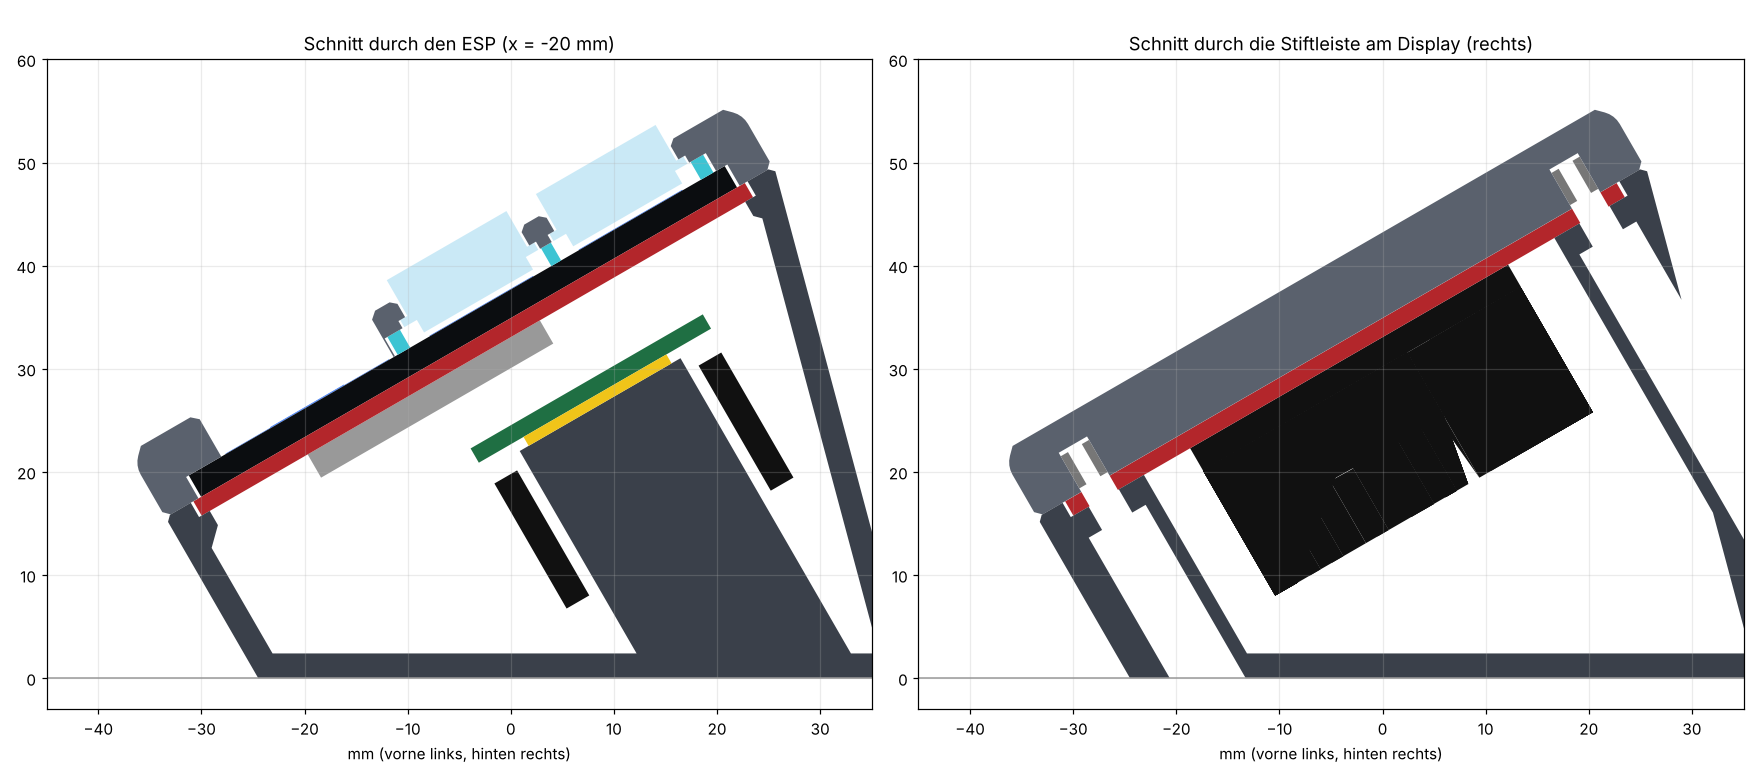 Schnitt durch den ESP (x = -20 mm)
60
50
40
30
20
10
0
−40 −30 −20 −10 0 10 20 30
mm (vorne links, hinten rechts)
Schnitt durch die Stiftleiste am Display (rechts)
60
50
40
30
20
10
0
−40 −30 −20 −10 0 10 20 30
mm (vorne links, hinten rechts)